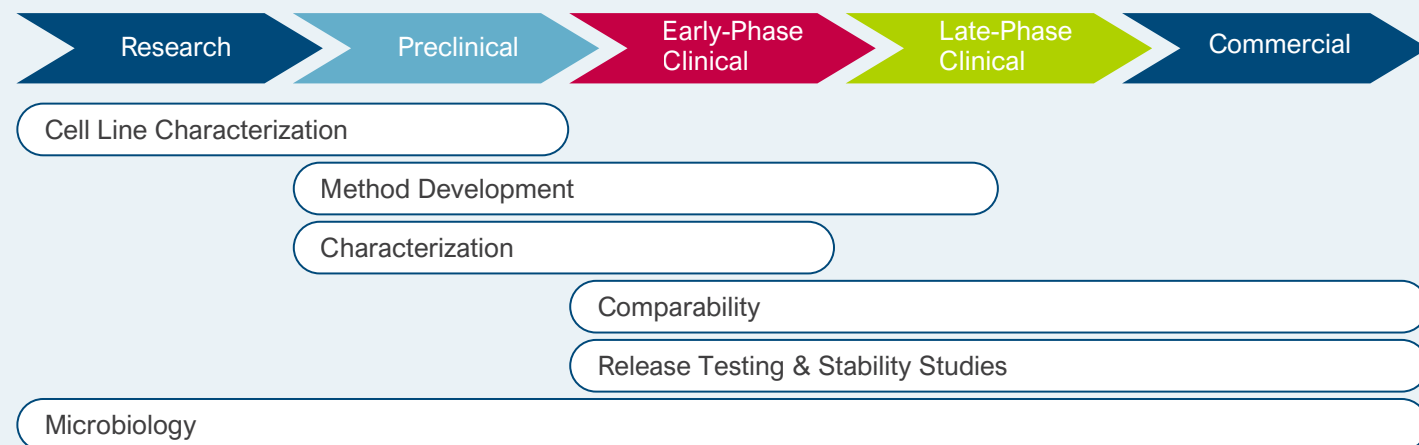 Research
Preclinical
Early-Phase
Clinical
Late-Phase
Clinical
Commercial
Cell Line Characterization
Method Development
Characterization
Comparability
Release Testing & Stability Studies
Microbiology